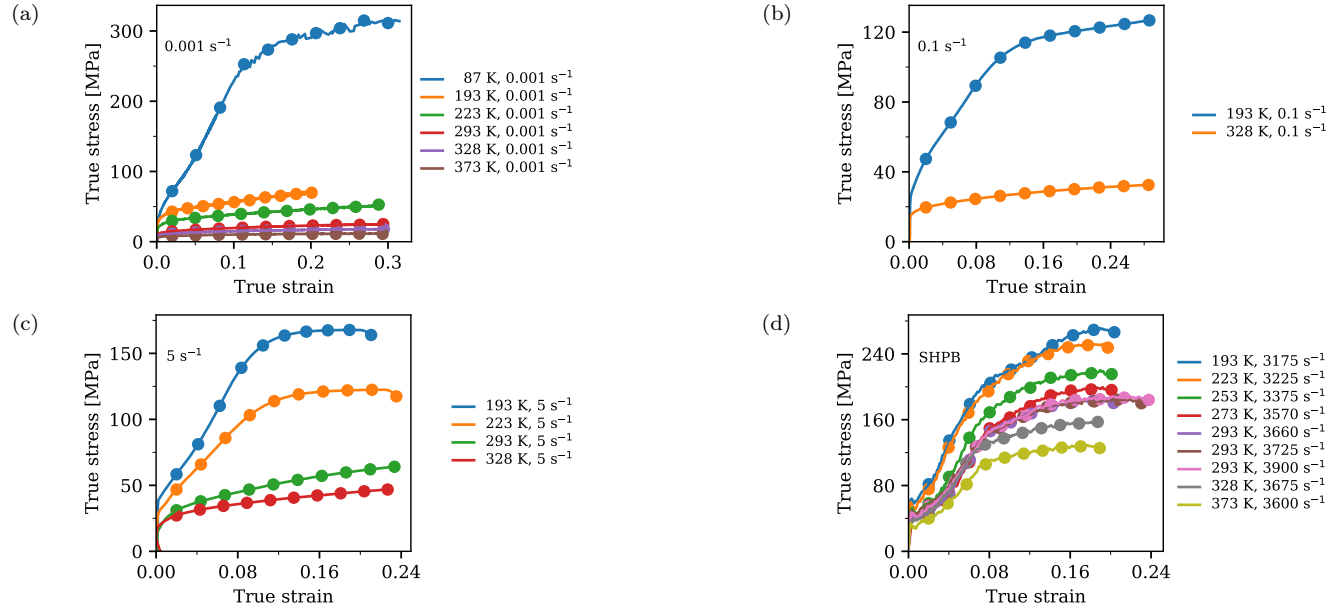 (a)
0.001 s⁻¹
True stress [MPa]
300
200
100
0
0.0 0.1 0.2 0.3
True strain
87 K, 0.001 s⁻¹
193 K, 0.001 s⁻¹
223 K, 0.001 s⁻¹
293 K, 0.001 s⁻¹
328 K, 0.001 s⁻¹
373 K, 0.001 s⁻¹
(b)
0.1 s⁻¹
True stress [MPa]
120
80
40
0
0.00 0.08 0.16 0.24
True strain
193 K, 0.1 s⁻¹
328 K, 0.1 s⁻¹
(c)
5 s⁻¹
True stress [MPa]
150
100
50
0
0.00 0.08 0.16 0.24
True strain
193 K, 5 s⁻¹
223 K, 5 s⁻¹
293 K, 5 s⁻¹
328 K, 5 s⁻¹
(d)
SHPB
True stress [MPa]
240
160
80
0
0.00 0.08 0.16 0.24
True strain
193 K, 3175 s⁻¹
223 K, 3225 s⁻¹
253 K, 3375 s⁻¹
273 K, 3570 s⁻¹
293 K, 3660 s⁻¹
293 K, 3725 s⁻¹
293 K, 3900 s⁻¹
328 K, 3675 s⁻¹
373 K, 3600 s⁻¹